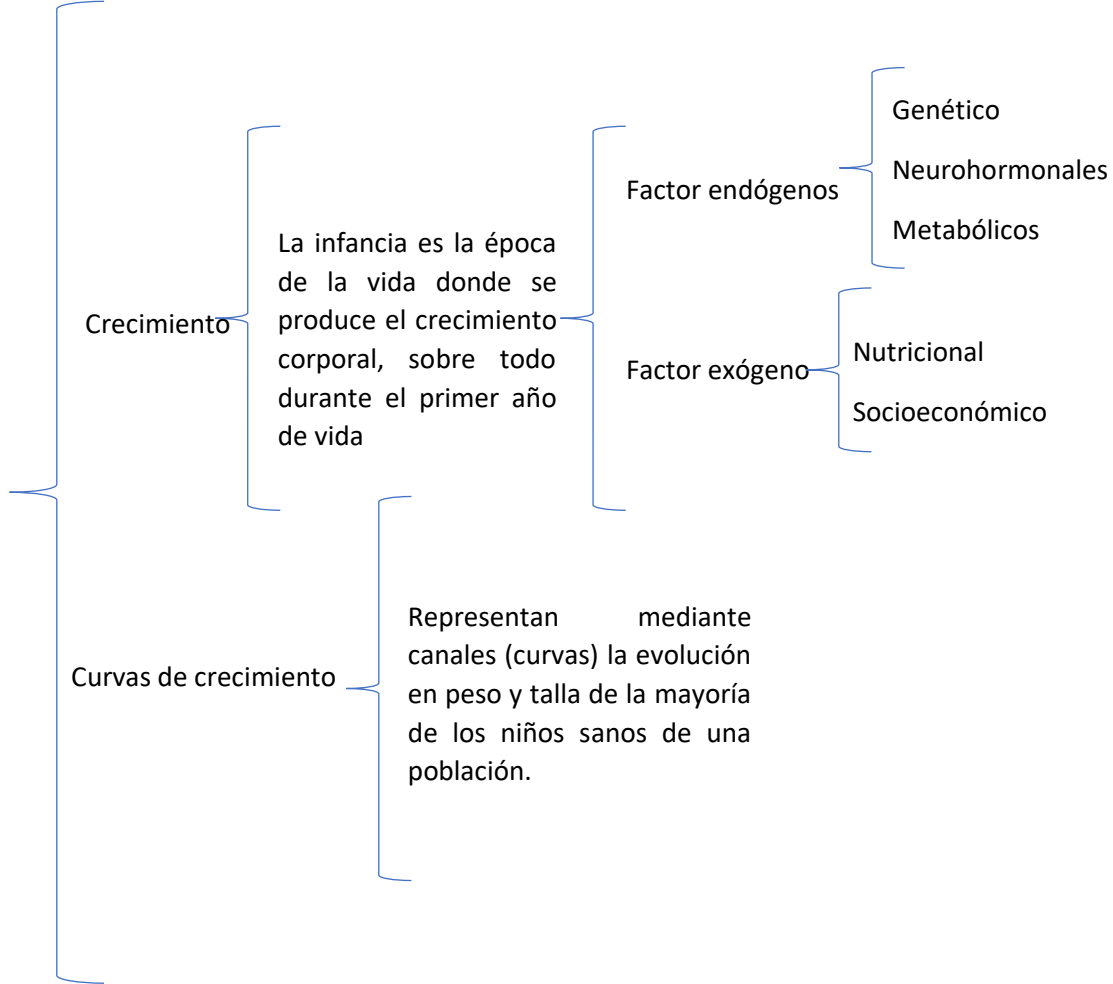 Crecimiento
La infancia es la época
de la vida donde se
produce el crecimiento
corporal, sobre todo
durante el primer año
de vida
Factor endógenos
Genético
Neurohormonales
Metabólicos
Factor exógeno
Nutricional
Socioeconómico
Curvas de crecimiento
Representan mediante
canales (curvas) la evolución
en peso y talla de la mayoría
de los niños sanos de una
población.